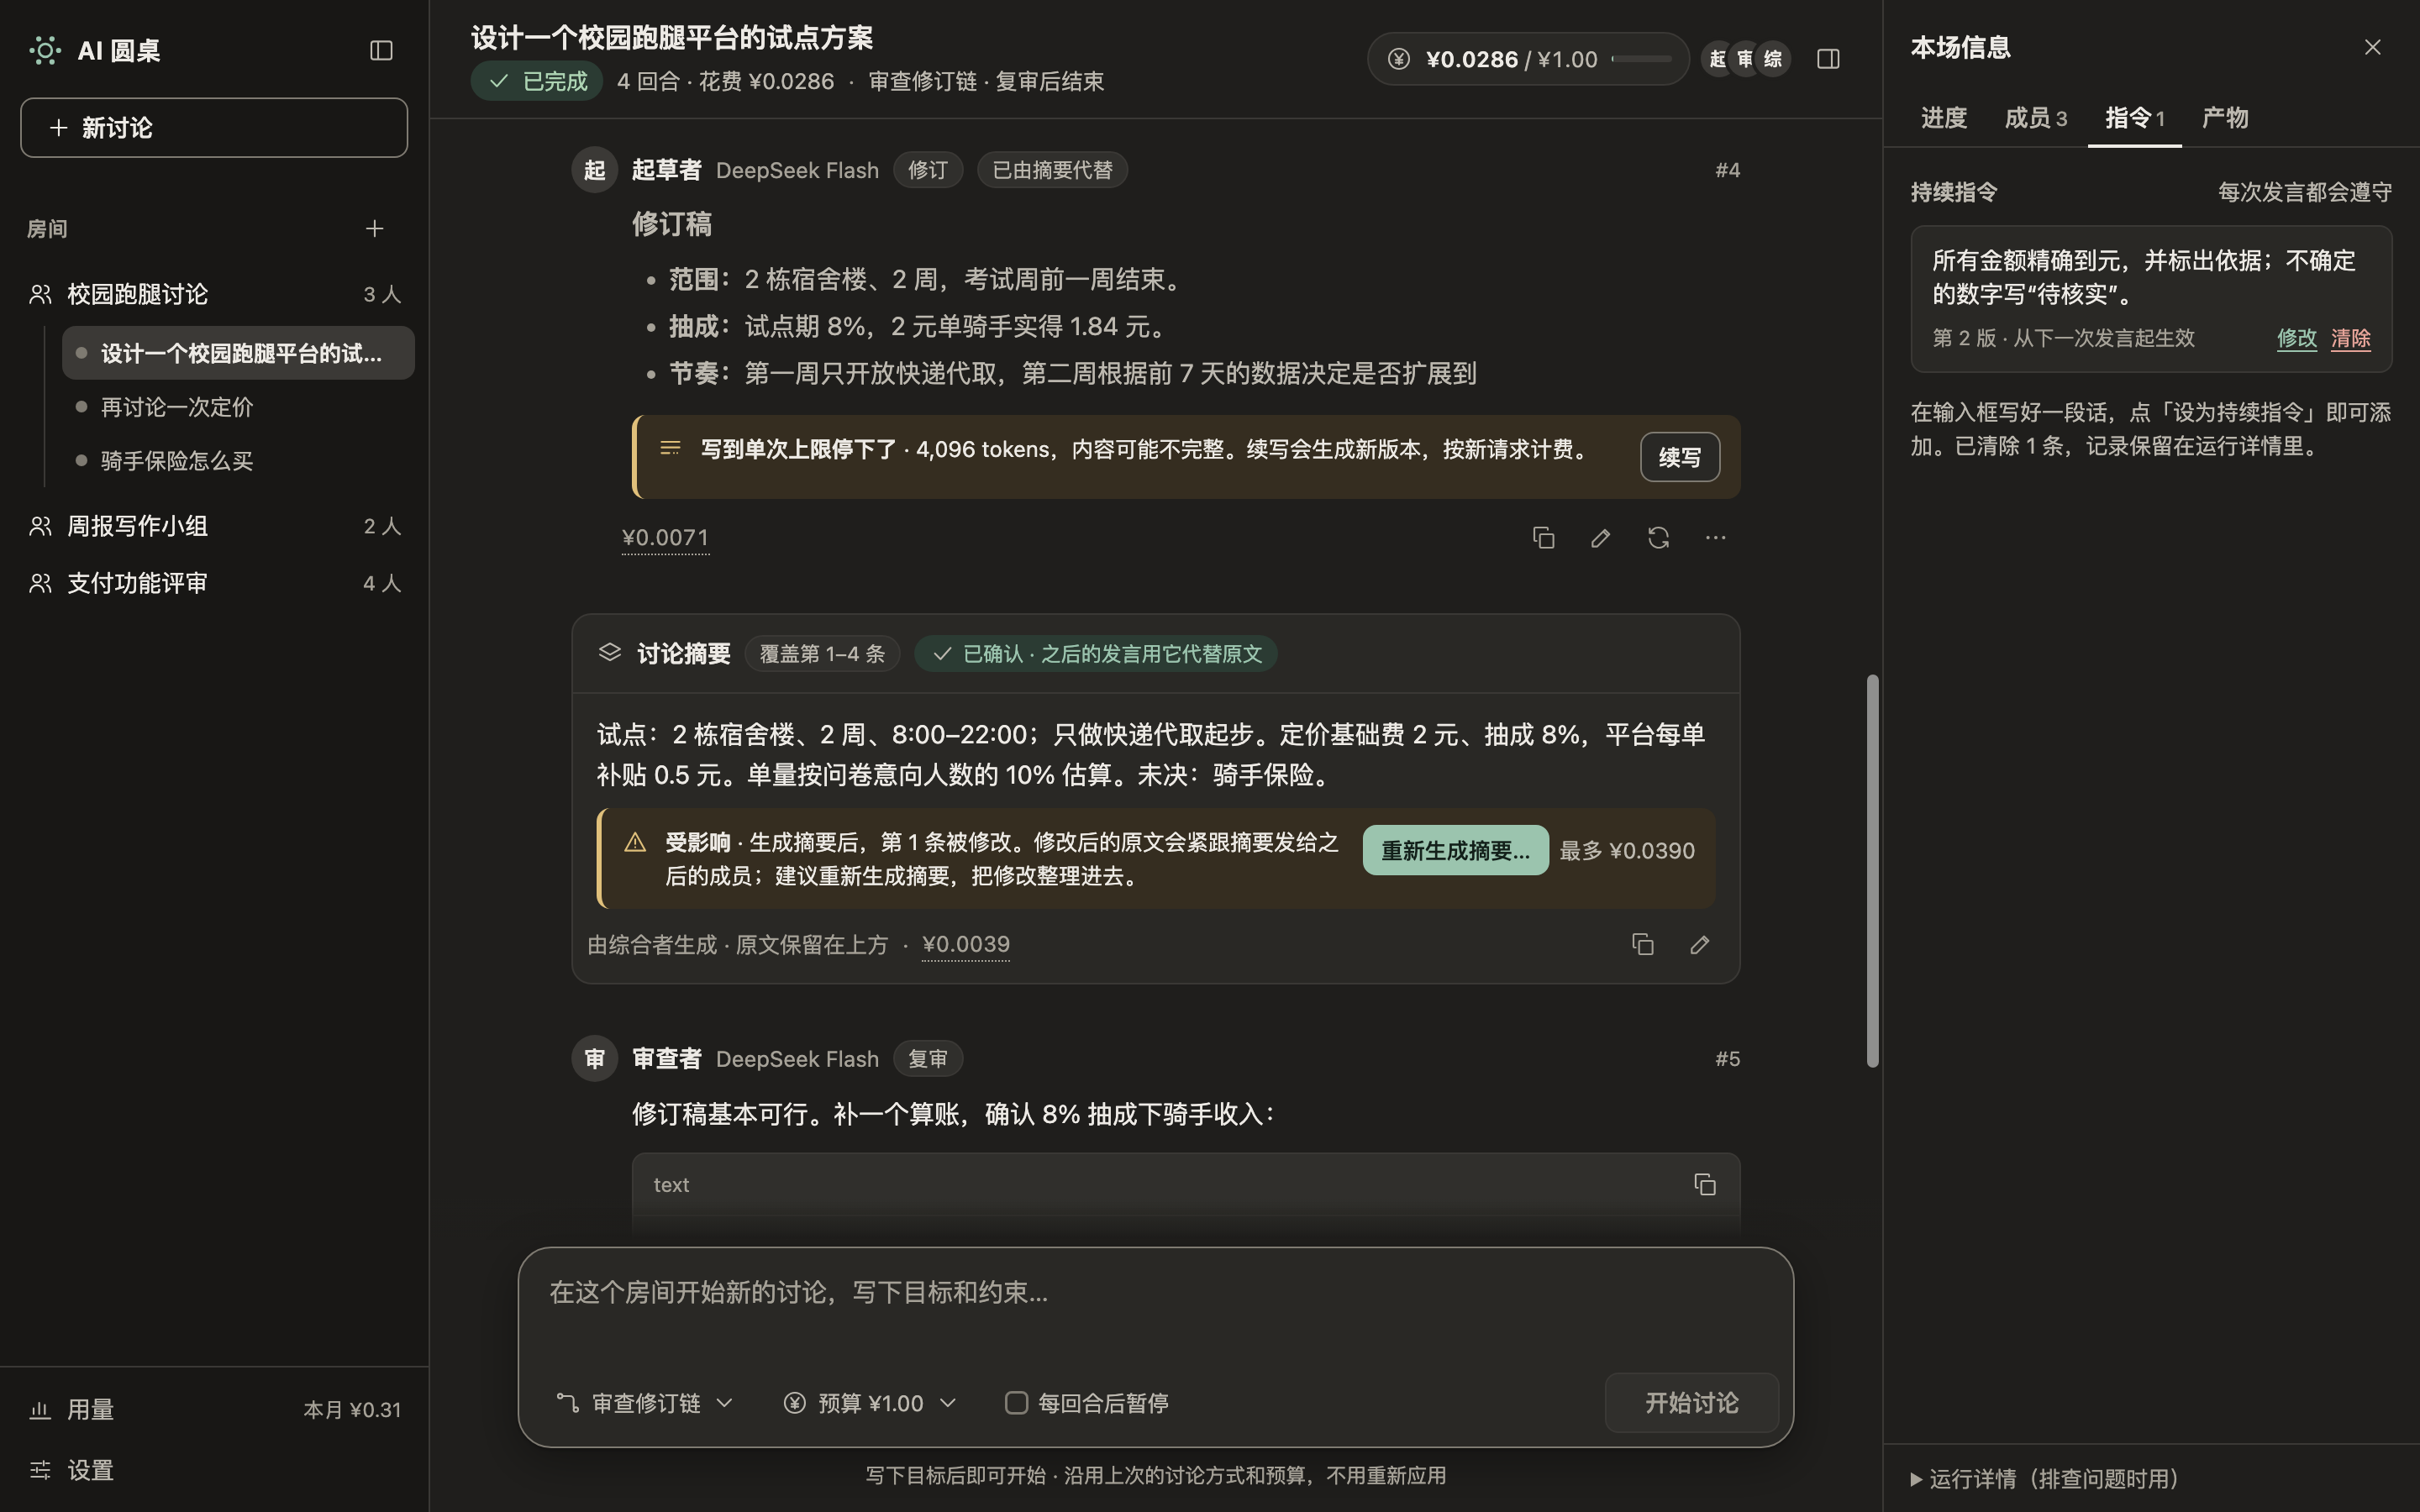 AI 圆桌
新讨论
房间
校园跑腿讨论
3 人
设计一个校园跑腿平台的试...
再讨论一次定价
骑手保险怎么买
周报写作小组
2 人
支付功能评审
4 人
用量
本月 ¥0.31
设置
设计一个校园跑腿平台的试点方案
已完成
4 回合 · 花费 ¥0.0286 · 审查修订链 · 复审后结束
¥0.0286 / ¥1.00
起
审
综
起
起草者
DeepSeek Flash
修订
已由摘要代替
#4
修订稿
• 范围：2 栋宿舍楼、2 周，考试周前一周结束。
• 抽成：试点期 8%，2 元单骑手实得 1.84 元。
• 节奏：第一周只开放快递代取，第二周根据前 7 天的数据决定是否扩展到
写到单次上限停下了 · 4,096 tokens，内容可能不完整。续写会生成新版本，按新请求计费。
续写
¥0.0071
讨论摘要
覆盖第 1–4 条
已确认 · 之后的发言用它代替原文
试点：2 栋宿舍楼、2 周、8:00–22:00；只做快递代取起步。定价基础费 2 元、抽成 8%，平台每单
补贴 0.5 元。单量按问卷意向人数的 10% 估算。未决：骑手保险。
受影响 · 生成摘要后，第 1 条被修改。修改后的原文会紧跟摘要发给之
后的成员；建议重新生成摘要，把修改整理进去。
重新生成摘要...
最多 ¥0.0390
由综合者生成 · 原文保留在上方 · ¥0.0039
审
审查者
DeepSeek Flash
复审
#5
修订稿基本可行。补一个算账，确认 8% 抽成下骑手收入：
text
在这个房间开始新的讨论，写下目标和约束...
审查修订链
预算 ¥1.00
每回合后暂停
开始讨论
写下目标后即可开始 · 沿用上次的讨论方式和预算，不用重新应用
本场信息
进度
成员 3
指令 1
产物
持续指令
每次发言都会遵守
所有金额精确到元，并标出依据；不确定
的数字写“待核实”。
第 2 版 · 从下一次发言起生效
修改
清除
在输入框写好一段话，点「设为持续指令」即可添
加。已清除 1 条，记录保留在运行详情里。
运行详情（排查问题时用）